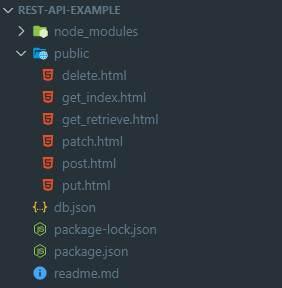 REST-API-EXAMPLE
node_modules
public
delete.html
get_index.html
get_retrieve.html
patch.html
post.html
put.html
db.json
package-lock.json
package.json
readme.md